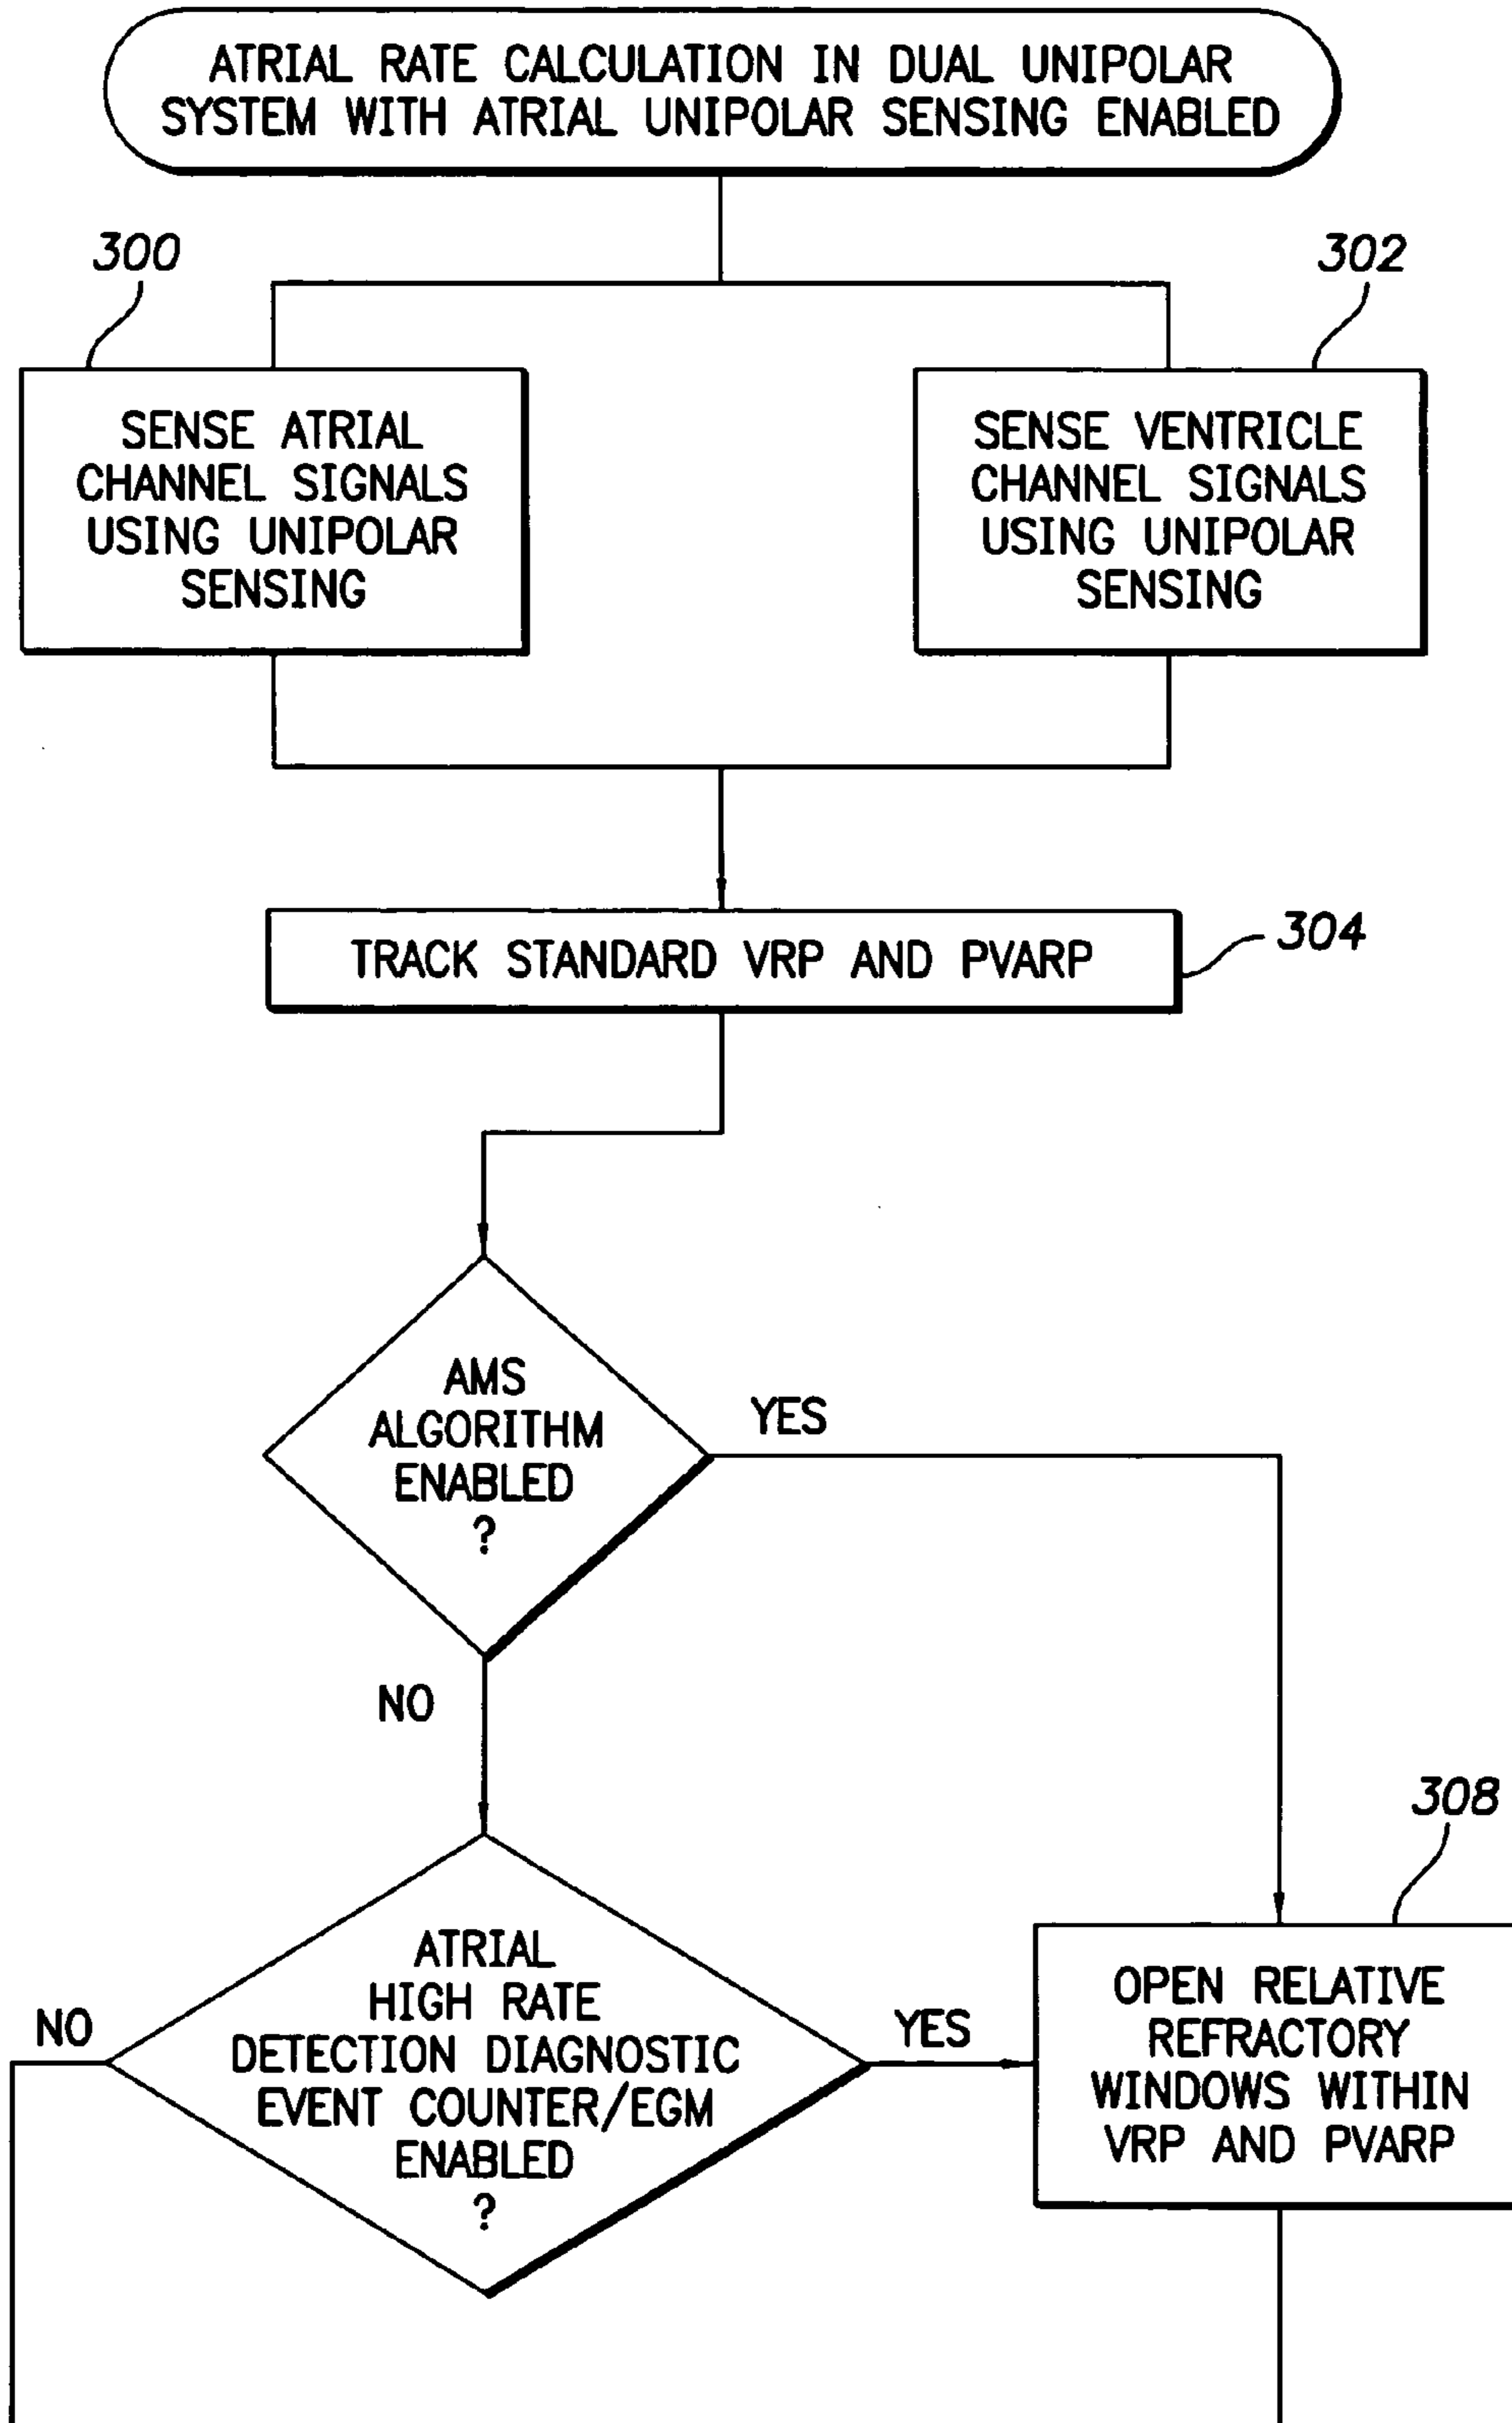 ATRIAL RATE CALCULATION IN DUAL UNIPOLAR
SYSTEM WITH ATRIAL UNIPOLAR SENSING ENABLED
300
302
SENSE ATRIAL
CHANNEL SIGNALS
USING UNIPOLAR
SENSING
SENSE VENTRICLE
CHANNEL SIGNALS
USING UNIPOLAR
SENSING
TRACK STANDARD VRP AND PVARP
304
AMS
ALGORITHM
ENABLED
?
YES
NO
308
ATRIAL
HIGH RATE
DETECTION DIAGNOSTIC
EVENT COUNTER/EGM
ENABLED
?
NO
YES
OPEN RELATIVE
REFRACTORY
WINDOWS WITHIN
VRP AND PVARP